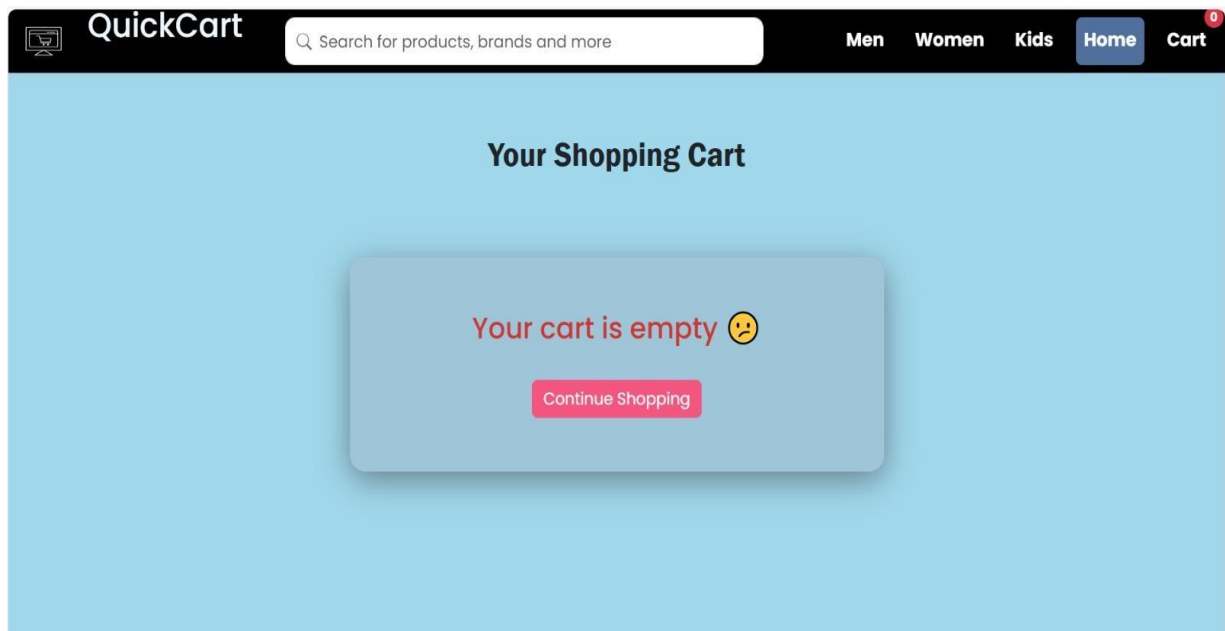 QuickCart
Search for products, brands and more
Men Women Kids Home Cart 0
Your Shopping Cart
Your cart is empty 😕
Continue Shopping